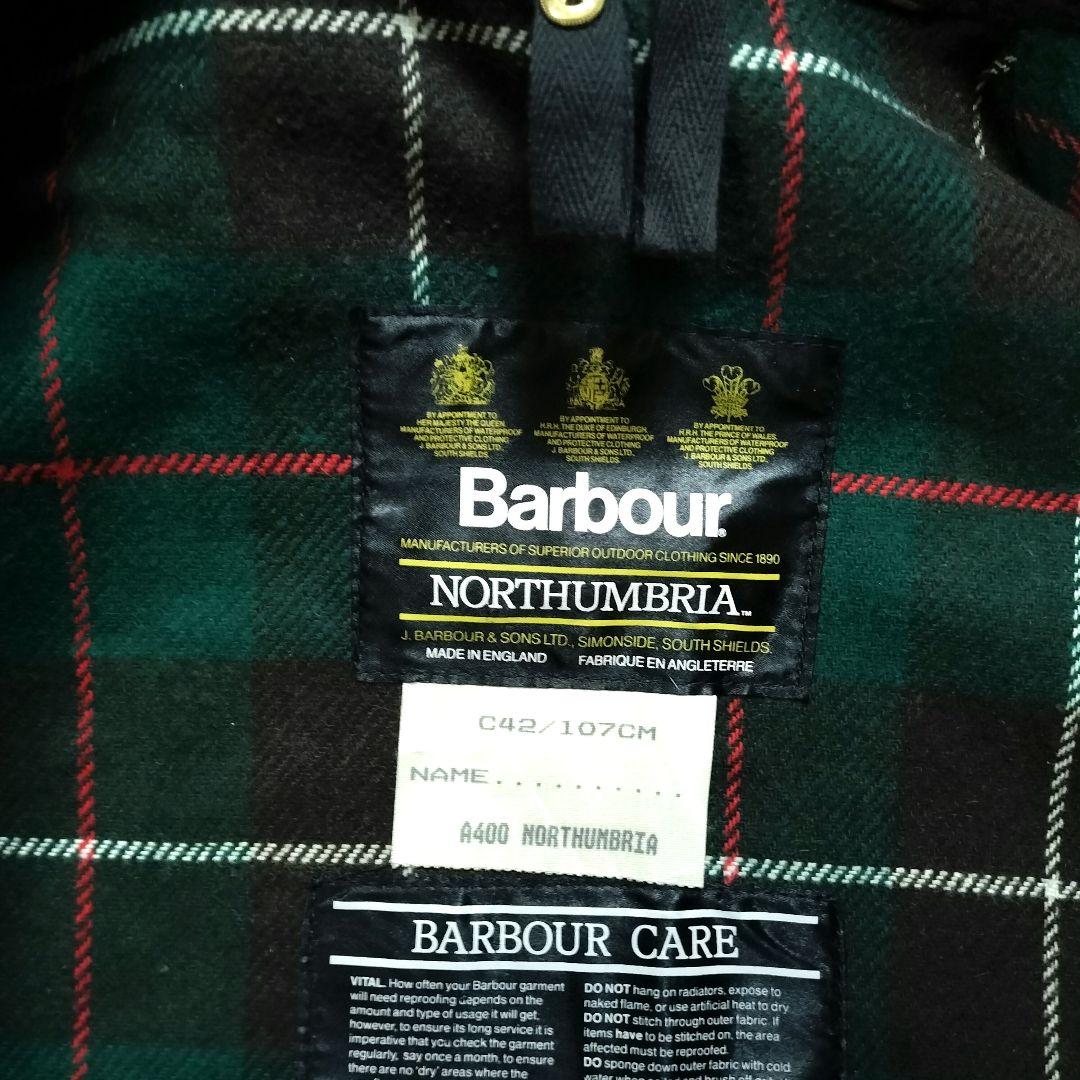 BY APPOINTMENT TO
HER MAJESTY THE QUEEN
MANUFACTURERS OF WATERPROOF
AND PROTECTIVE CLOTHING
J. BARBOUR & SONS LTD.
SOUTH SHIELDS.
BY APPOINTMENT TO
H.R.H. THE DUKE OF EDINBURGH
MANUFACTURERS OF WATERPROOF
AND PROTECTIVE CLOTHING
J. BARBOUR & SONS LTD.
SOUTH SHIELDS.
BY APPOINTMENT TO
H.R.H. THE PRINCE OF WALES.
MANUFACTURERS OF WATERPROOF
AND PROTECTIVE CLOTHING
J. BARBOUR & SONS LTD.,
SOUTH SHIELDS.
Barbour®
MANUFACTURERS OF SUPERIOR OUTDOOR CLOTHING SINCE 1890
NORTHUMBRIA™
J. BARBOUR & SONS LTD., SIMONSIDE, SOUTH SHIELDS.
MADE IN ENGLAND FABRIQUE EN ANGLETERRE
C42/107CM
NAME..........
A400 NORTHUMBRIA
BARBOUR CARE
VITAL. How often your Barbour garment
will need reproofing depends on the
amount and type of usage it will get;
however, to ensure its long service it is
imperative that you check the garment
regularly, say once a month, to ensure
there are no 'dry' areas where the
DO NOT hang on radiators, expose to
naked flame, or use artificial heat to dry
DO NOT stitch through outer fabric. If
items have to be stitched on, the area
affected must be reproofed.
DO sponge down outer fabric with cold
water when soiled and brush off